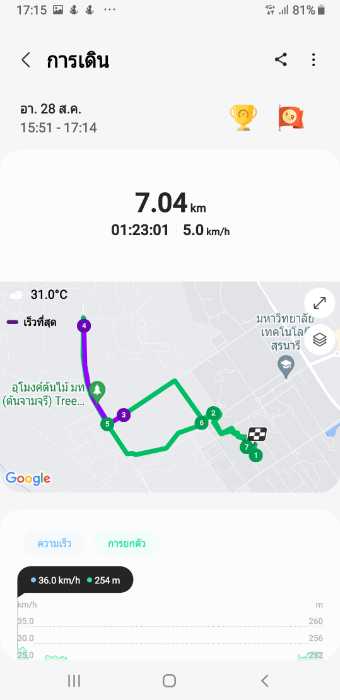 17:15 81%
การเดิน
อา. 28 ส.ค.
15:51 - 17:14
7.04 km
01:23:01 5.0 km/h
31.0°C
เร็วที่สุด
มหาวิทยาลัย
เทคโนโลยี
สุรนารี
4
อุโมงค์ต้นไม้ มท
(ต้นจามจุรี) Tree...
3
2
5
6
7
1
Google
ความเร็ว การยกตัว
36.0 km/h 254 m
km/h m
35.0 260
30.0 256
25.0 252